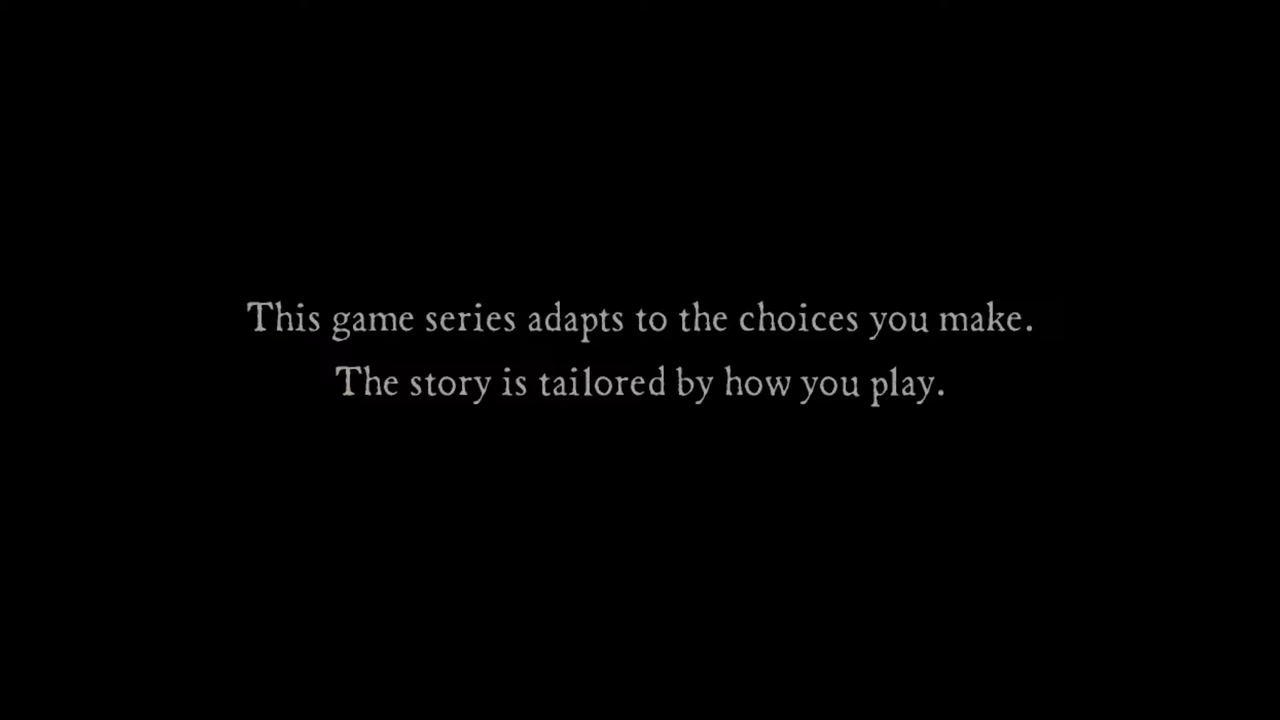 This game series adapts to the choices you make.
The story is tailored by how you play.